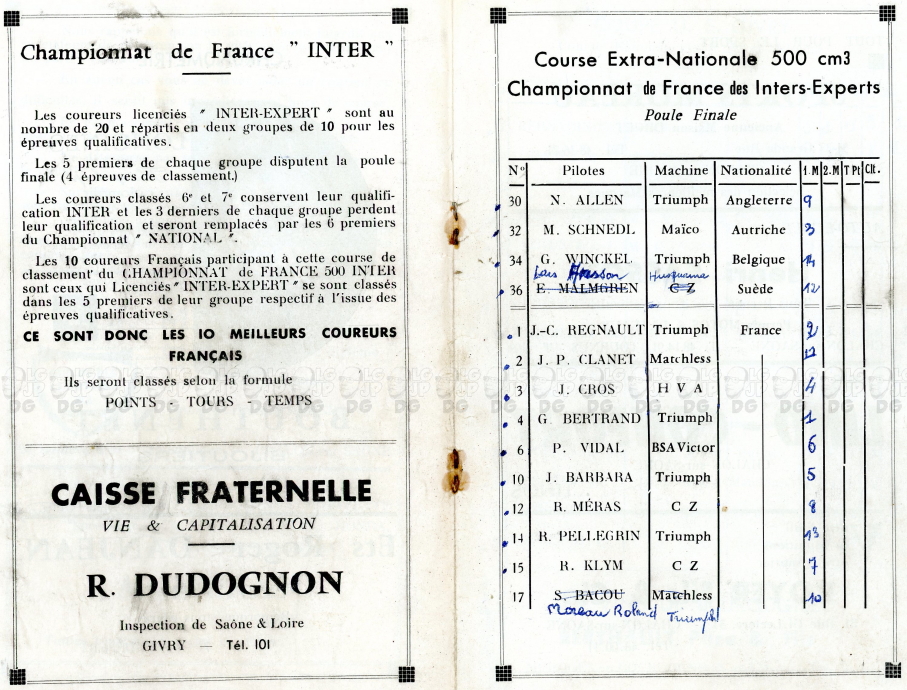 Championnat de France " INTER "
Les coureurs licenciés " INTER-EXPERT " sont au
nombre de 20 et répartis en deux groupes de 10 pour les
épreuves qualificatives.
Les 5 premiers de chaque groupe disputent la poule
finale (4 épreuves de classement.)
Les coureurs classés 6e et 7e conservent leur qualifi-
cation INTER et les 3 derniers de chaque groupe perdent
leur qualification et seront remplacés par les 6 premiers
du Championnat " NATIONAL ".
Les 10 coureurs Français participant à cette course de
classement du CHAMPIONNAT de FRANCE 500 INTER
sont ceux qui Licenciés " INTER-EXPERT " se sont classés
dans les 5 premiers de leur groupe respectif à l'issue des
épreuves qualificatives.
CE SONT DONC LES 10 MEILLEURS COUREURS
FRANÇAIS
Ils seront classés selon la formule
POINTS - TOURS - TEMPS
CAISSE FRATERNELLE
VIE & CAPITALISATION
R. DUDOGNON
Inspection de Saône & Loire
GIVRY — Tél. 101
Course Extra-Nationale 500 cm3
Championnat de France des Inters-Experts
Poule Finale
No Pilotes Machine Nationalité 1.M 2.M T Pt Clt.
30 N. ALLEN Triumph Angleterre 9
32 M. SCHNEDL Maïco Autriche 3
34 G. WINCKEL Triumph Belgique
Lars Husquarna
36 E. MALMGREN C Z Suède 12
1 J.-C. REGNAULT Triumph France 2
2 J. P. CLANET Matchless
3 J. CROS H V A 4
4 G. BERTRAND Triumph 1
6 P. VIDAL BSA Victor 6
10 J. BARBARA Triumph 5
12 R. MÉRAS C Z 8
14 R. PELLEGRIN Triumph 13
15 R. KLYM C Z 7
17 S. BACOU Matchless 10
Moreau Roland Triumph